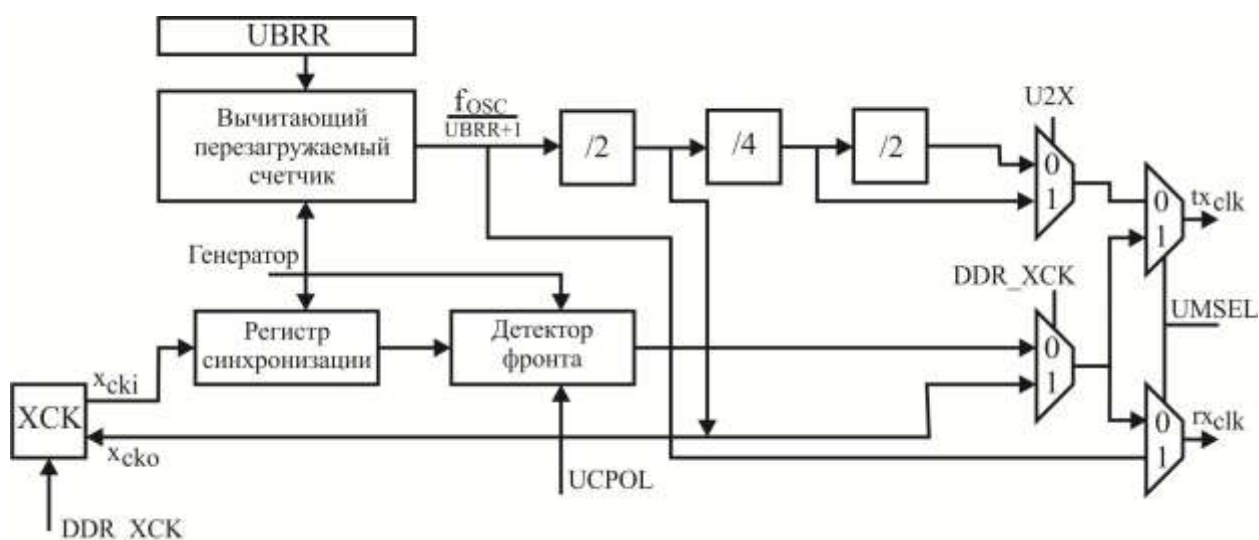 UBRR
Вычитающий
перезагружаемый
счетчик
fosc
UBRR+1
/2
/4
/2
U2X
0
1
0
1
txclk
Генератор
DDR_XCK
UMSEL
Регистр
синхронизации
Детектор
фронта
0
1
xcki
XCK
xcko
0
1
rxclk
UCPOL
DDR_XCK